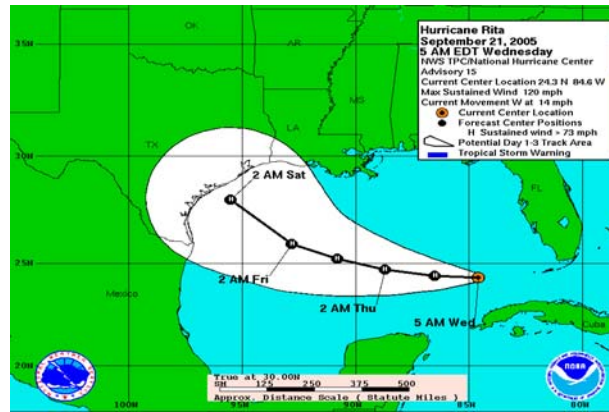 35N
OK
AR
MS
TX
LA
30N
FL
25N
Mexico
Cuba
20N
100W
95W
90W
85W
80W
Hurricane Rita
September 21, 2005
5 AM EDT Wednesday
NWS TPC/National Hurricane Center
Advisory 15
Current Center Location 24.3 N 84.6 W
Max Sustained Wind 120 mph
Current Movement W at 14 mph
Current Center Location
Forecast Center Positions
H Sustained wind > 73 mph
Potential Day 1-3 Track Area
Tropical Storm Warning
2 AM Sat
2 AM Fri
2 AM Thu
5 AM Wed
H
H
H
H
H
True at 30.00N
SM 125 250 375 500
Approx. Distance Scale ( Statute Miles )
NOAA